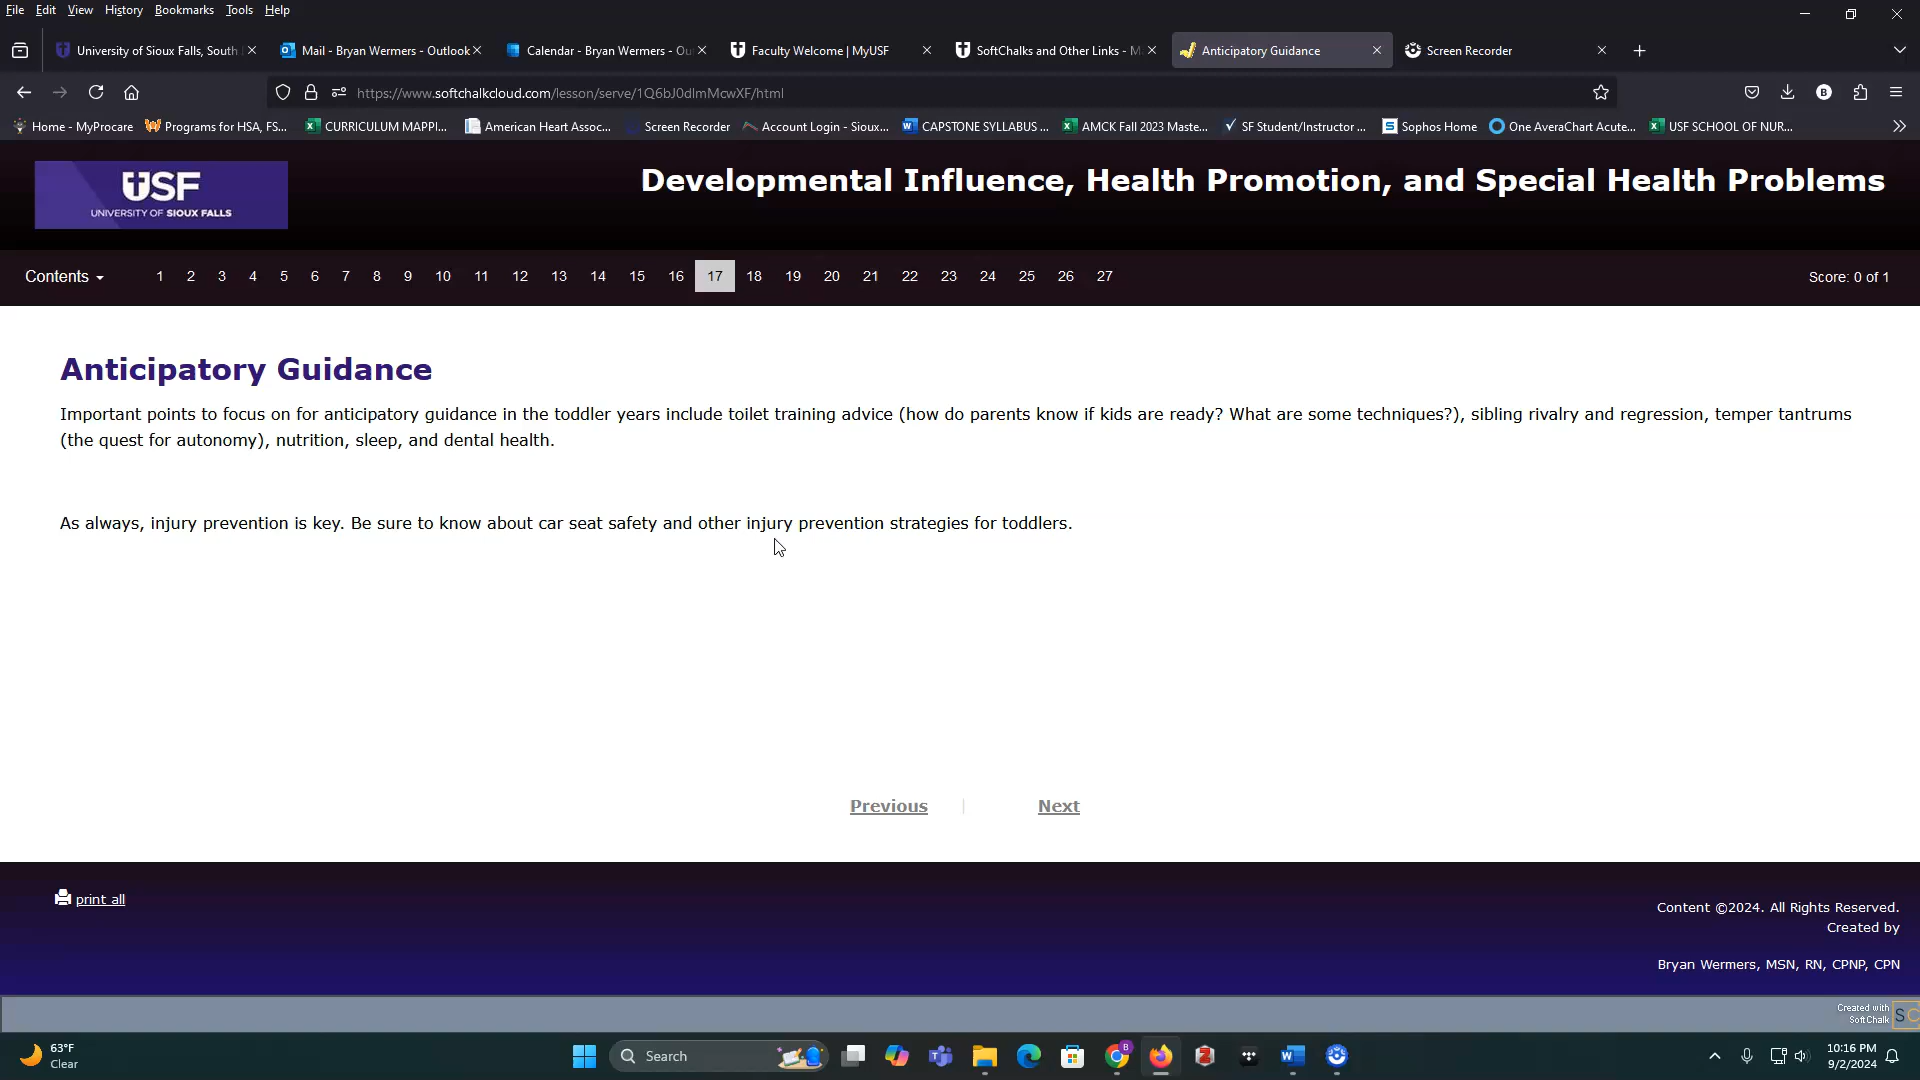 File Edit View History Bookmarks Tools Help
University of Sioux Falls, South
Mail - Bryan Wermers - Outlook
Calendar - Bryan Wermers - Ou
Faculty Welcome | MyUSF
SoftChalks and Other Links - M
Anticipatory Guidance
Screen Recorder
https://www.softchalkcloud.com/lesson/serve/1Q6bJ0dlmMcwXF/html
B
Home - MyProcare
Programs for HSA, FS...
CURRICULUM MAPPI...
American Heart Assoc...
Screen Recorder
Account Login - Sioux...
CAPSTONE SYLLABUS ...
AMCK Fall 2023 Maste...
SF Student/Instructor ...
Sophos Home
One AveraChart Acute...
USF SCHOOL OF NUR...
USF
UNIVERSITY OF SIOUX FALLS
Developmental Influence, Health Promotion, and Special Health Problems
Contents 1 2 3 4 5 6 7 8 9 10 11 12 13 14 15 16 17 18 19 20 21 22 23 24 25 26 27
Score: 0 of 1
Anticipatory Guidance
Important points to focus on for anticipatory guidance in the toddler years include toilet training advice (how do parents know if kids are ready? What are some techniques?), sibling rivalry and regression, temper tantrums
(the quest for autonomy), nutrition, sleep, and dental health.
As always, injury prevention is key. Be sure to know about car seat safety and other injury prevention strategies for toddlers.
Previous | Next
print all
Content ©2024. All Rights Reserved.
Created by
Bryan Wermers, MSN, RN, CPNP, CPN
Created with
SoftChalk
SC
63°F
Clear
Search
10:16 PM
9/2/2024